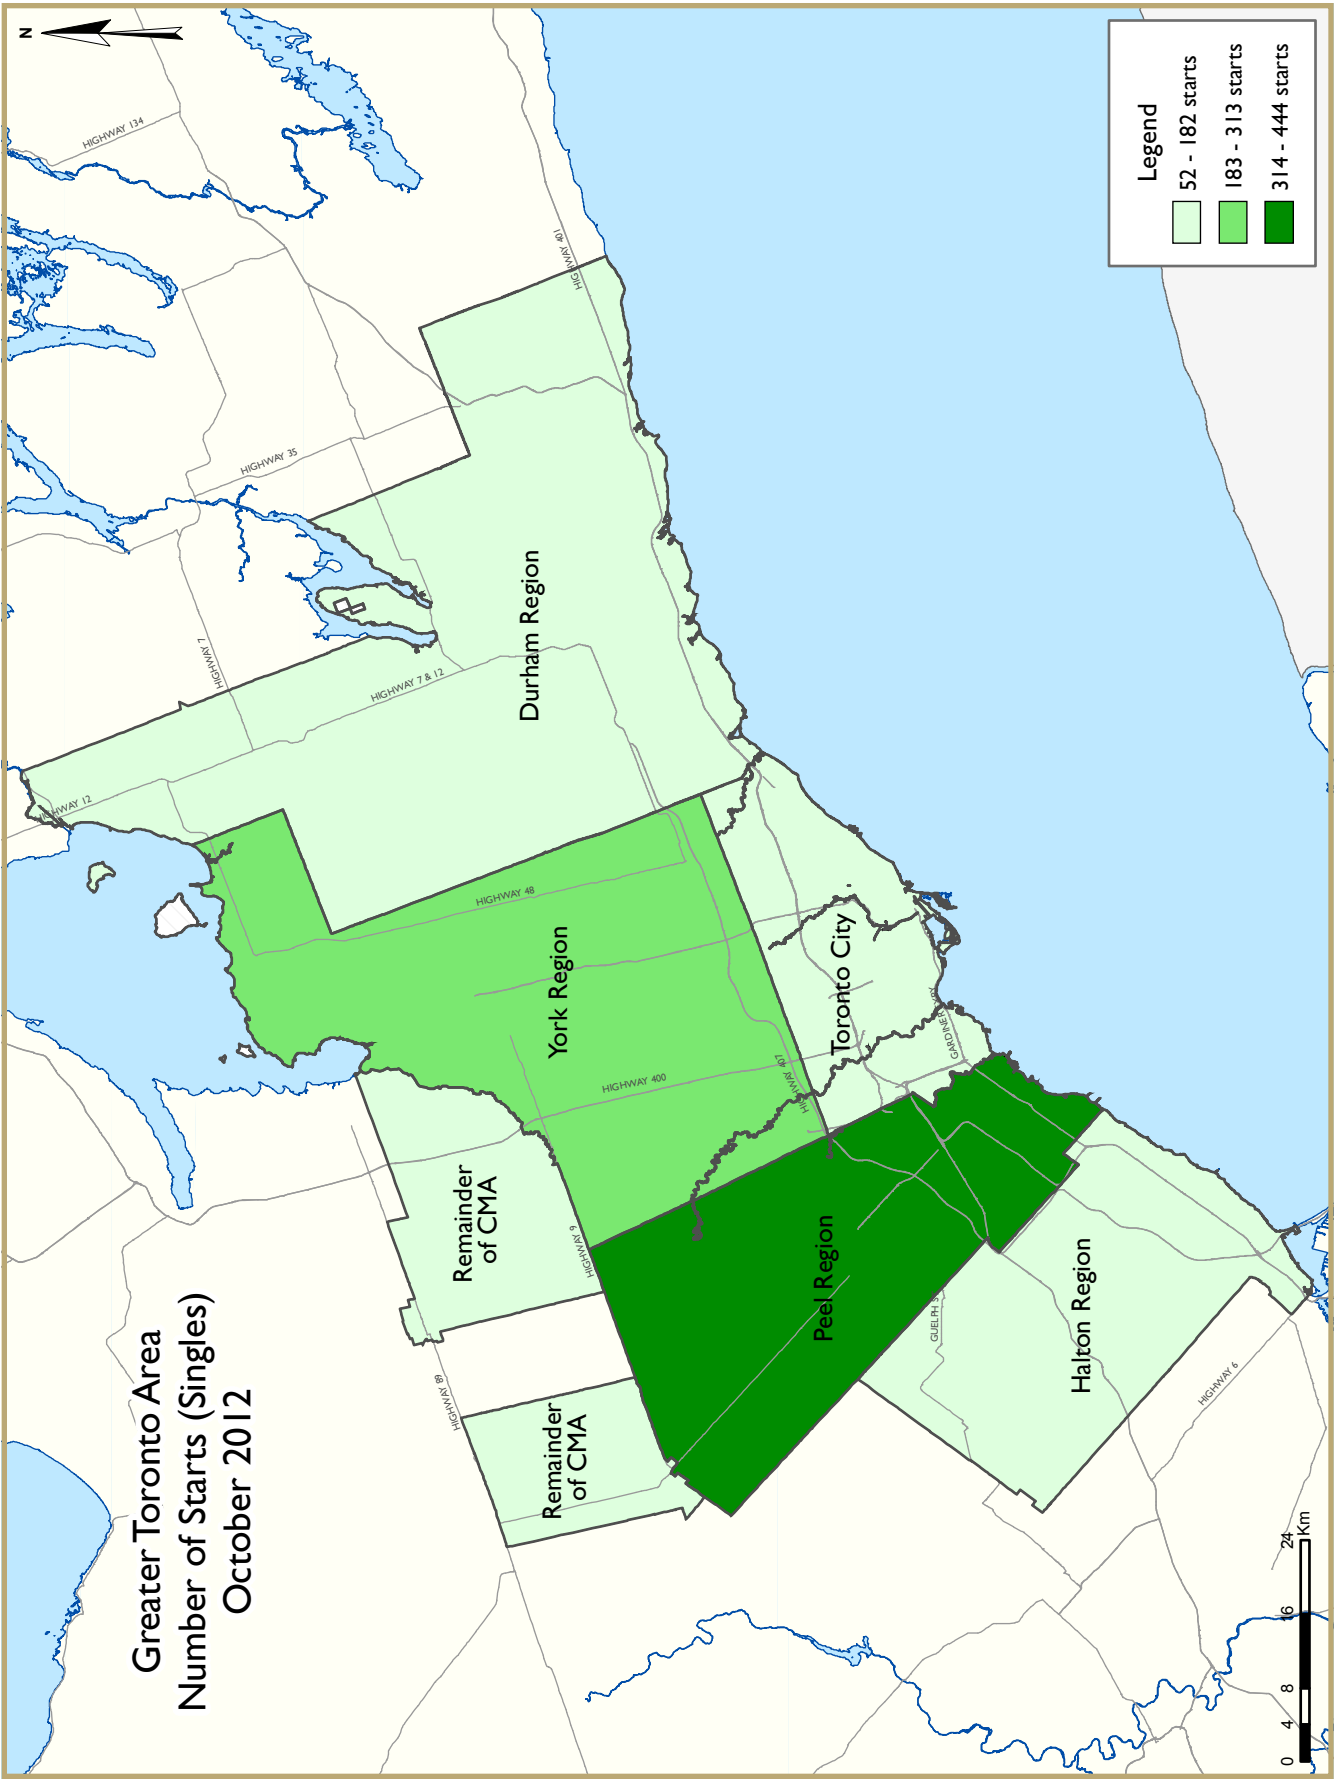 Greater Toronto Area
Number of Starts (Singles)
October 2012
N
HIGHWAY 134
HIGHWAY 401
HIGHWAY 35
HIGHWAY 7
HIGHWAY 7 & 12
HIGHWAY 12
Durham Region
HIGHWAY 48
York Region
HIGHWAY 400
HIGHWAY 407
Toronto City
Remainder
of CMA
HIGHWAY 9
HIGHWAY 89
Remainder
of CMA
Peel Region
Halton Region
HIGHWAY 6
Legend
52 - 182 starts
183 - 313 starts
314 - 444 starts
0 4 8 16 24
Km